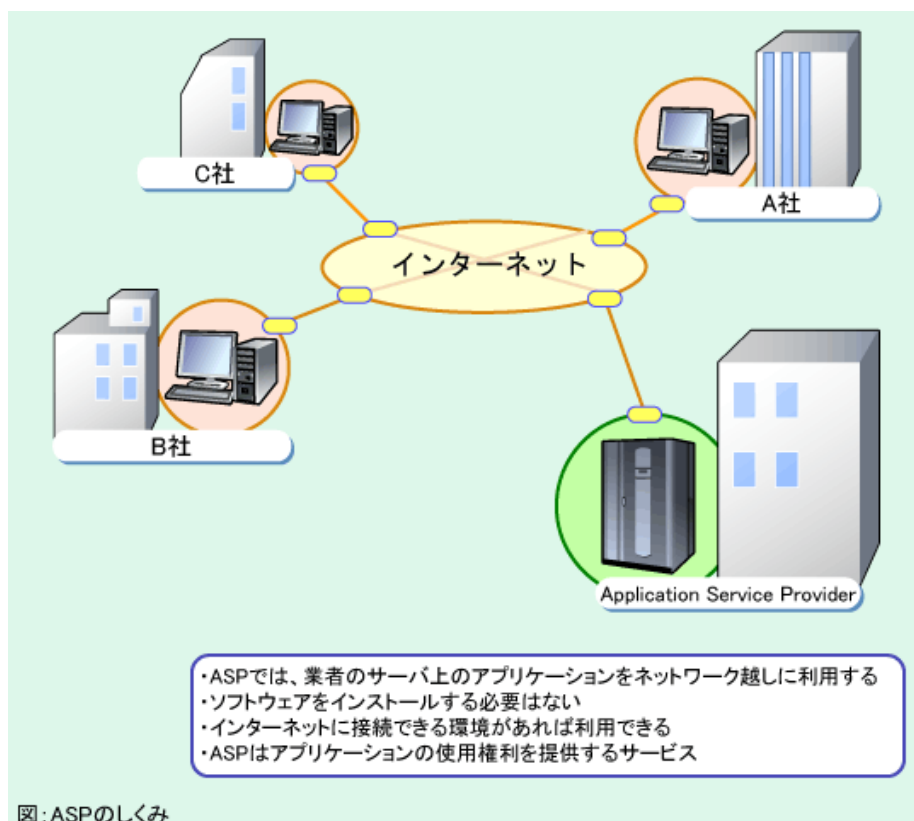 C社
A社
インターネット
B社
Application Service Provider
・ASPでは、業者のサーバ上のアプリケーションをネットワーク越しに利用する
・ソフトウェアをインストールする必要はない
・インターネットに接続できる環境があれば利用できる
・ASPはアプリケーションの使用権利を提供するサービス
図：ASPのしくみ